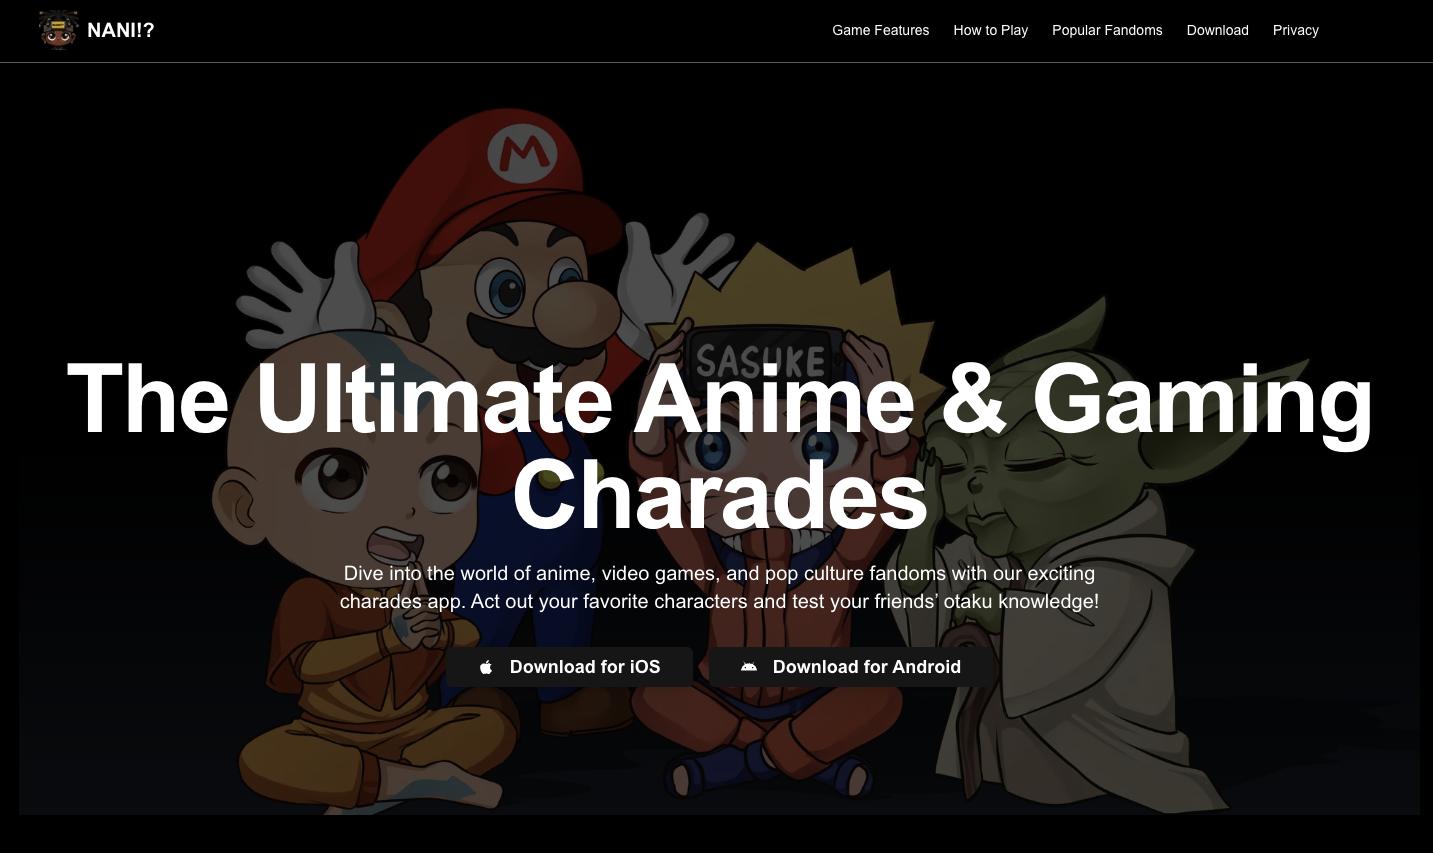 NANI!?
Game Features
How to Play
Popular Fandoms
Download
Privacy
M
SASUKE
The Ultimate Anime & Gaming
Charades
Dive into the world of anime, video games, and pop culture fandoms with our exciting
charades app. Act out your favorite characters and test your friends’ otaku knowledge!
Download for iOS
Download for Android